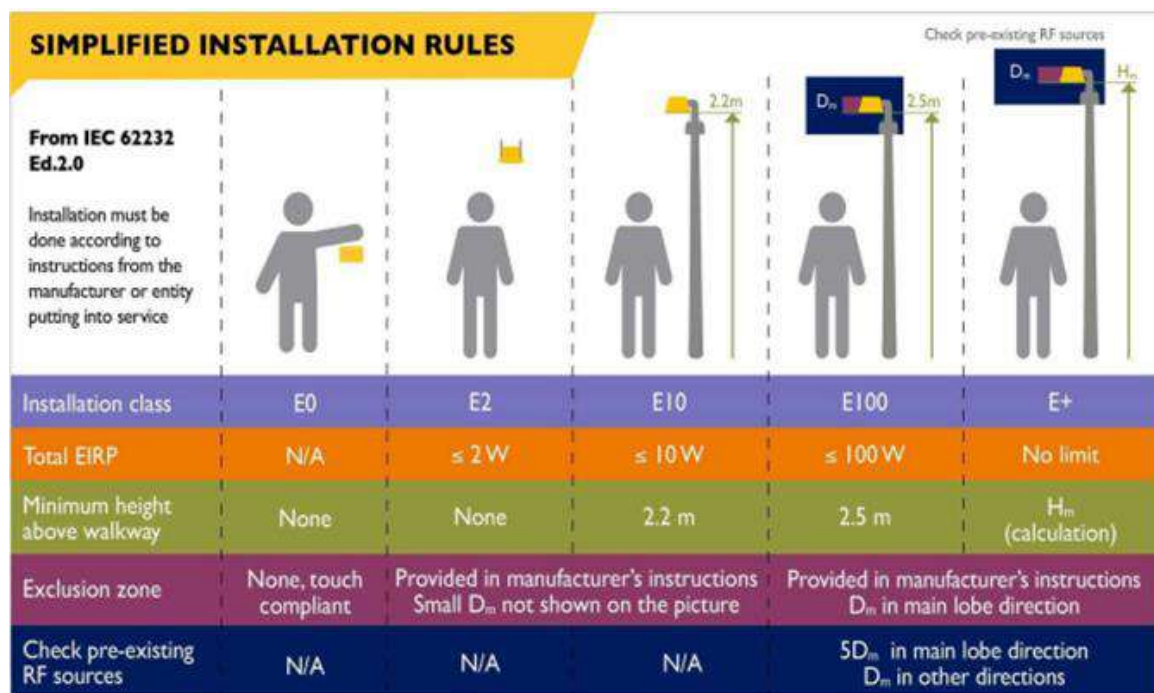 SIMPLIFIED INSTALLATION RULES
Check pre-existing RF sources
From IEC 62232
Ed.2.0
Installation must be
done according to
instructions from the
manufacturer or entity
putting into service
2.2m
Dₘ
2.5m
Dₘ
Hₘ
Installation class E0 E2 E10 E100 E+
Total EIRP N/A ≤ 2 W ≤ 10 W ≤ 100 W No limit
Minimum height
above walkway
None None 2.2 m 2.5 m
Hₘ
(calculation)
Exclusion zone
None, touch
compliant
Provided in manufacturer's instructions
Small Dₘ not shown on the picture
Provided in manufacturer's instructions
Dₘ in main lobe direction
Check pre-existing
RF sources
N/A N/A N/A
5Dₘ in main lobe direction
Dₘ in other directions